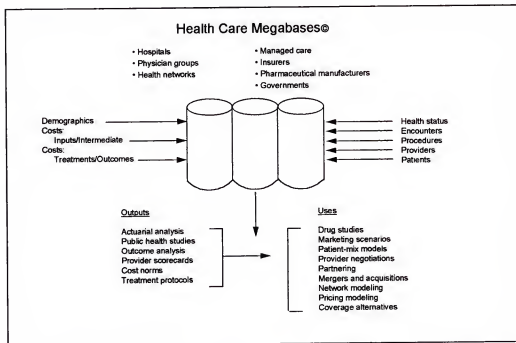 Health Care Megabases©
• Hospitals
• Physician groups
• Health networks
• Managed care
• Insurers
• Pharmaceutical manufacturers
• Governments
Demographics
Costs:
Inputs/Intermediate
Costs:
Treatments/Outcomes
Health status
Encounters
Procedures
Providers
Patients
Outputs
Actuarial analysis
Public health studies
Outcome analysis
Provider scorecards
Cost norms
Treatment protocols
Uses
Drug studies
Marketing scenarios
Patient-mix models
Provider negotiations
Partnering
Mergers and acquisitions
Network modeling
Pricing modeling
Coverage alternatives